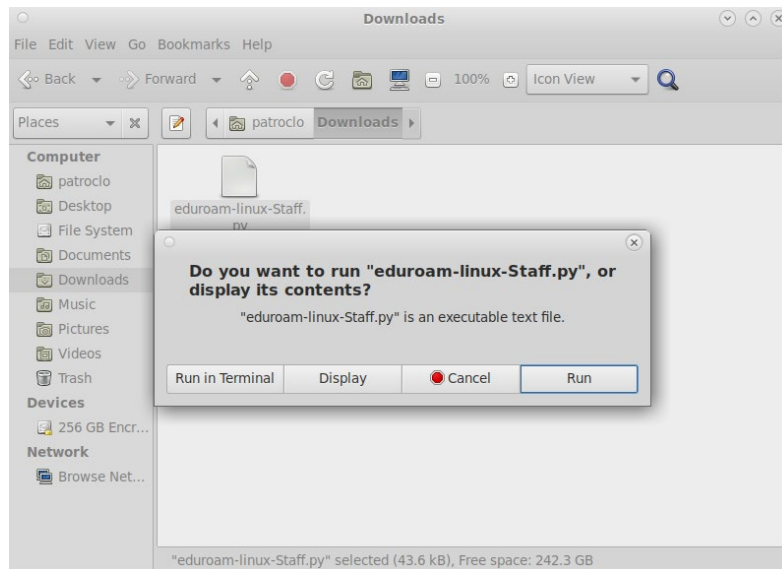 Downloads
File Edit View Go Bookmarks Help
Back Forward 100% Icon View
Places patroclo Downloads
Computer
patroclo
Desktop
File System
Documents
Downloads
Music
Pictures
Videos
Trash
Devices
256 GB Encr...
Network
Browse Net...
eduroam-linux-Staff.
py
Do you want to run "eduroam-linux-Staff.py", or
display its contents?
"eduroam-linux-Staff.py" is an executable text file.
Run in Terminal Display Cancel Run
"eduroam-linux-Staff.py" selected (43.6 kB), Free space: 242.3 GB